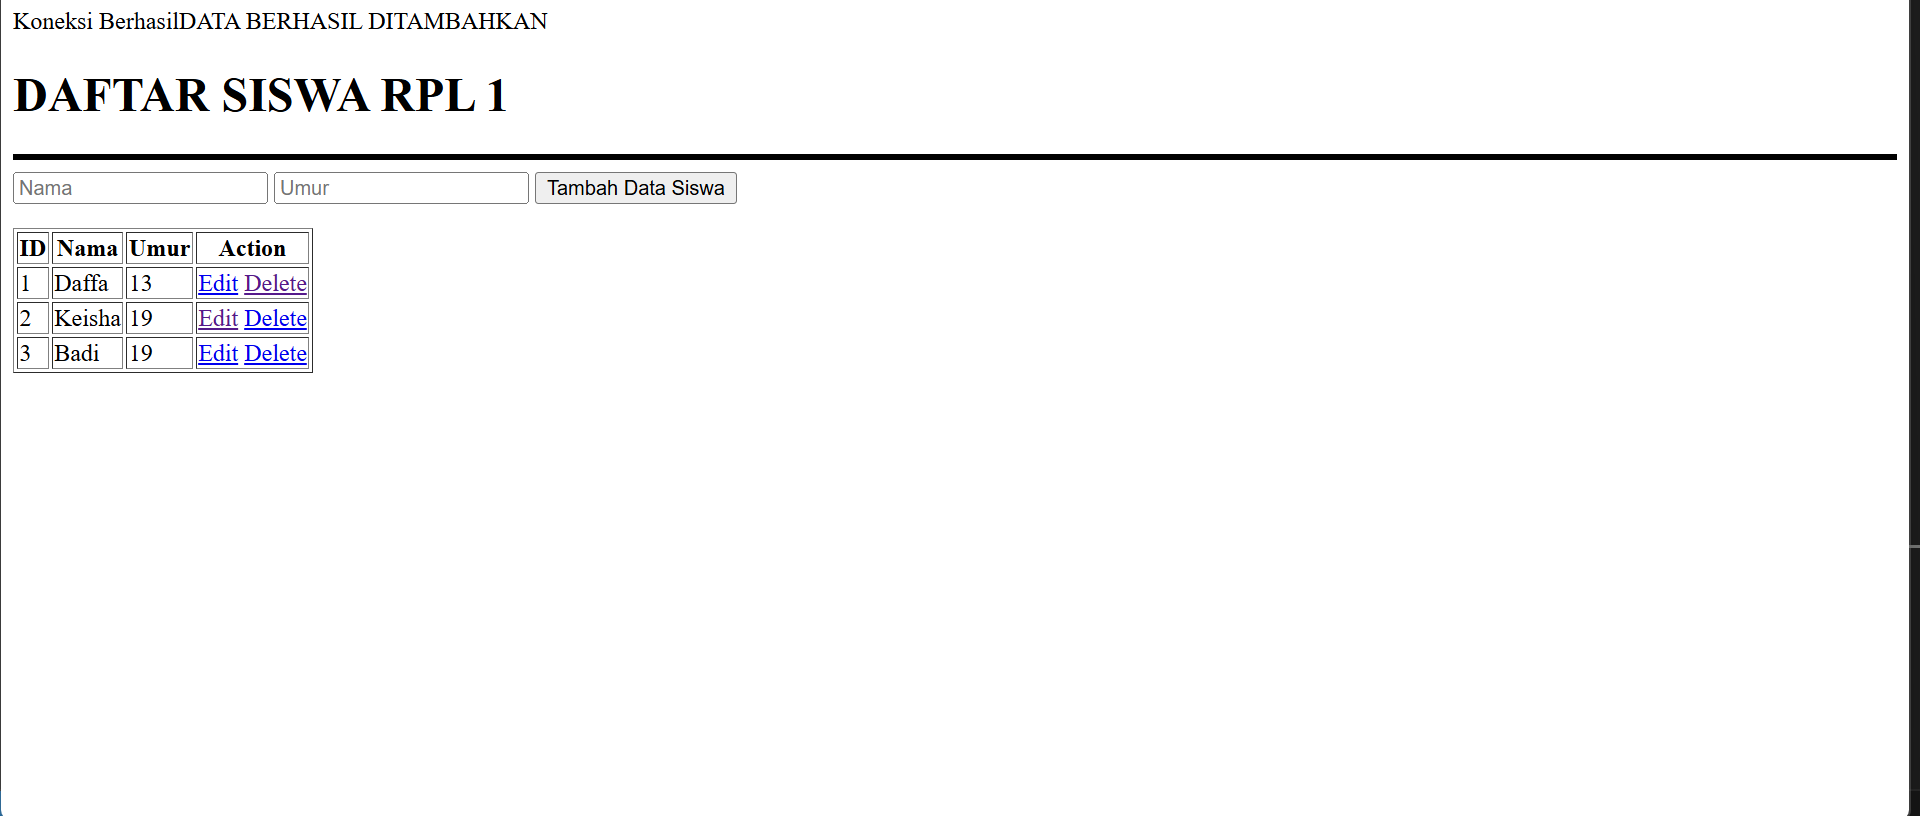 Koneksi BerhasilDATA BERHASIL DITAMBAHKAN
DAFTAR SISWA RPL 1
Nama Umur Tambah Data Siswa
ID Nama Umur Action
1 Daffa 13 Edit Delete
2 Keisha 19 Edit Delete
3 Badi 19 Edit Delete